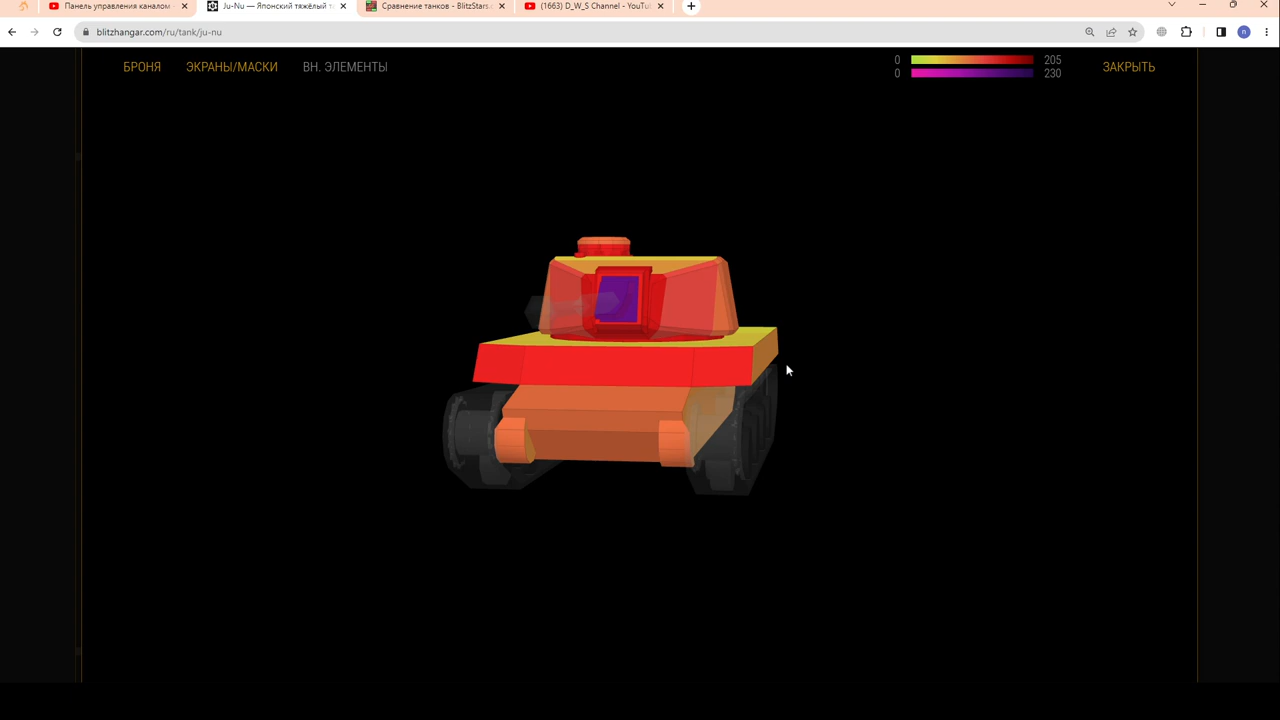 Панель управления каналом
Ju-Nu — Японский тяжёлый т
Сравнение танков - BlitzStars.
(1663) D_W_S Channel - YouTu
blitzhangar.com/ru/tank/ju-nu
n
БРОНЯ
ЭКРАНЫ/МАСКИ
ВН. ЭЛЕМЕНТЫ
0
205
0
230
ЗАКРЫТЬ